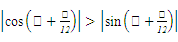 |cos(□ + □/12)| > |sin(□ + □/12)|